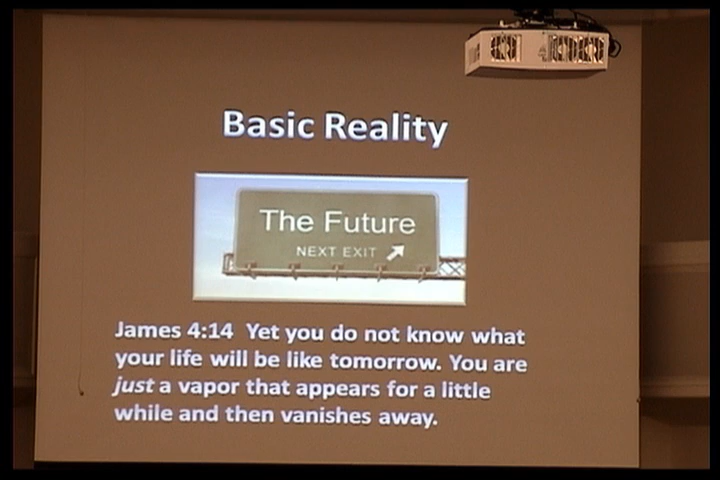 Basic Reality
The Future
NEXT EXIT
James 4:14 Yet you do not know what
your life will be like tomorrow. You are
just a vapor that appears for a little
while and then vanishes away.